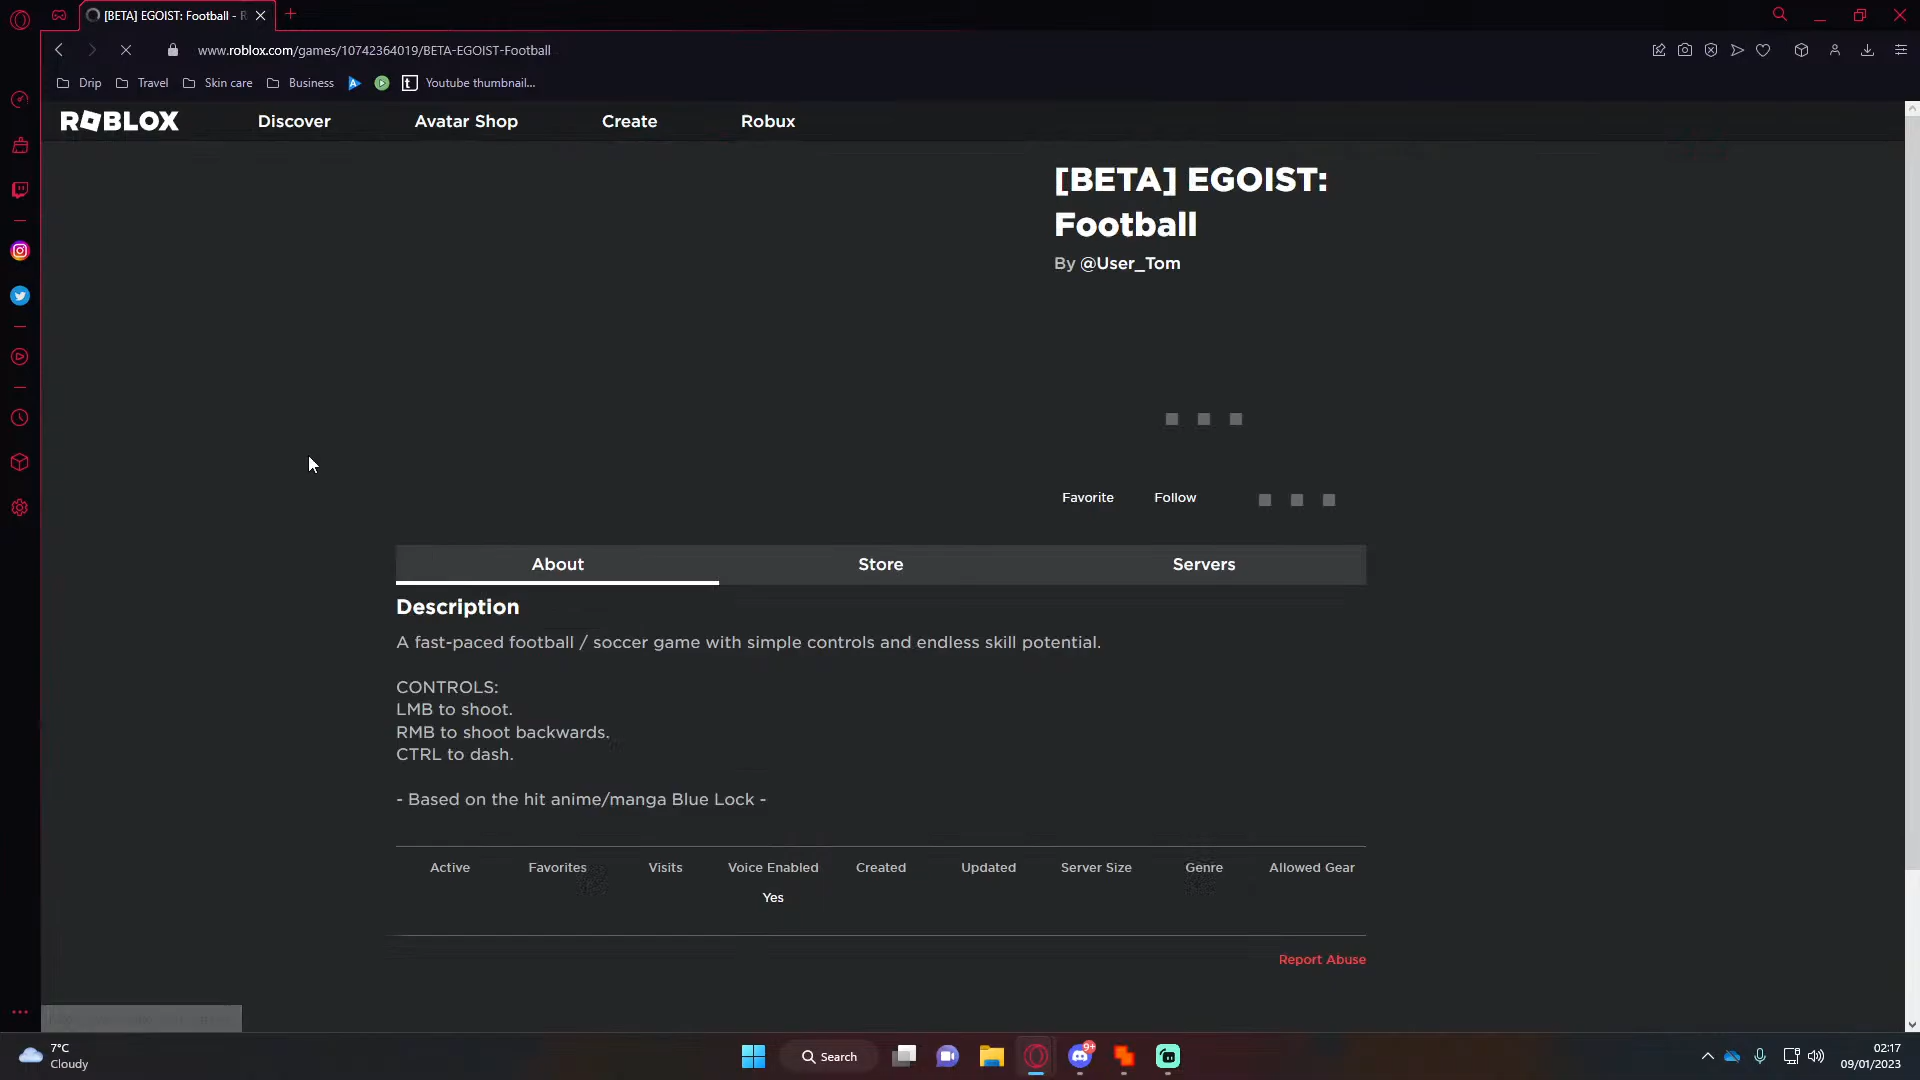 [BETA] EGOIST: Football - R
www.roblox.com/games/10742364019/BETA-EGOIST-Football
Drip Travel Skin care Business Youtube thumbnail...
ROBLOX Discover Avatar Shop Create Robux
[BETA] EGOIST:
Football
By @User_Tom
Favorite Follow
About Store Servers
Description
A fast-paced football / soccer game with simple controls and endless skill potential.
CONTROLS:
LMB to shoot.
RMB to shoot backwards.
CTRL to dash.
- Based on the hit anime/manga Blue Lock -
Active Favorites Visits Voice Enabled Created Updated Server Size Genre Allowed Gear
Yes
Report Abuse
7°C
Cloudy
Search
9+
02:17
09/01/2023